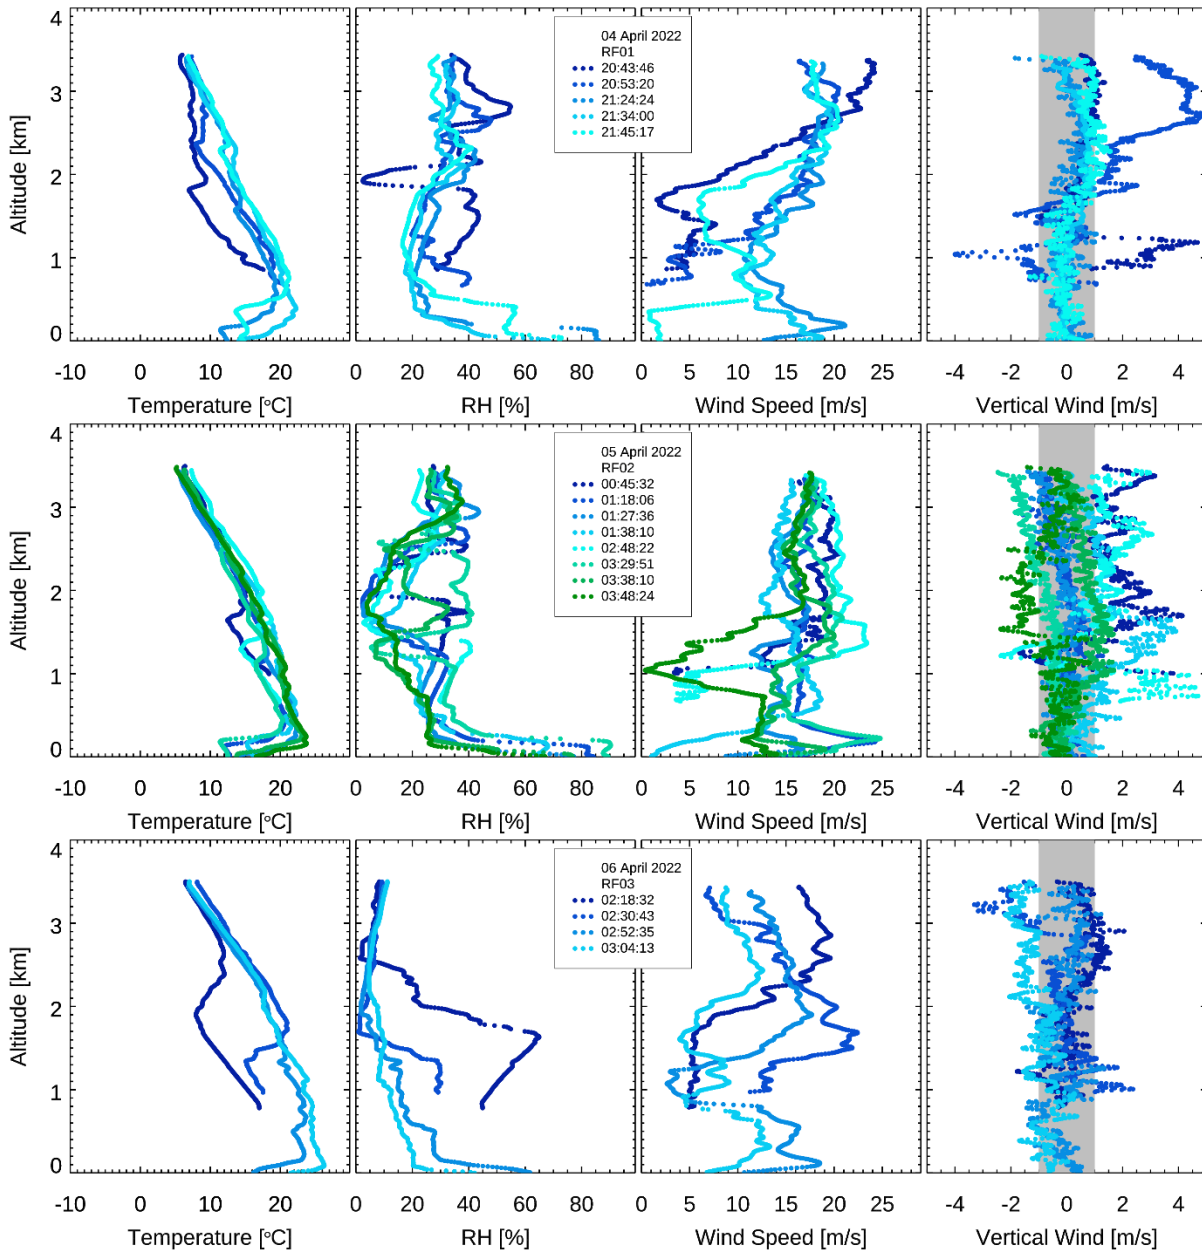 4
3
2
1
0
Altitude [km]
04 April 2022
RF01
20:43:46
20:53:20
21:24:24
21:34:00
21:45:17
-10 0 10 20
0 20 40 60 80
0 5 10 15 20 25
-4 -2 0 2 4
Temperature [°C]
RH [%]
Wind Speed [m/s]
Vertical Wind [m/s]
4
3
2
1
0
Altitude [km]
05 April 2022
RF02
00:45:32
01:18:06
01:27:36
01:38:10
02:48:22
03:29:51
03:38:10
03:48:24
-10 0 10 20
0 20 40 60 80
0 5 10 15 20 25
-4 -2 0 2 4
Temperature [°C]
RH [%]
Wind Speed [m/s]
Vertical Wind [m/s]
4
3
2
1
0
Altitude [km]
06 April 2022
RF03
02:18:32
02:30:43
02:52:35
03:04:13
-10 0 10 20
0 20 40 60 80
0 5 10 15 20 25
-4 -2 0 2 4
Temperature [°C]
RH [%]
Wind Speed [m/s]
Vertical Wind [m/s]